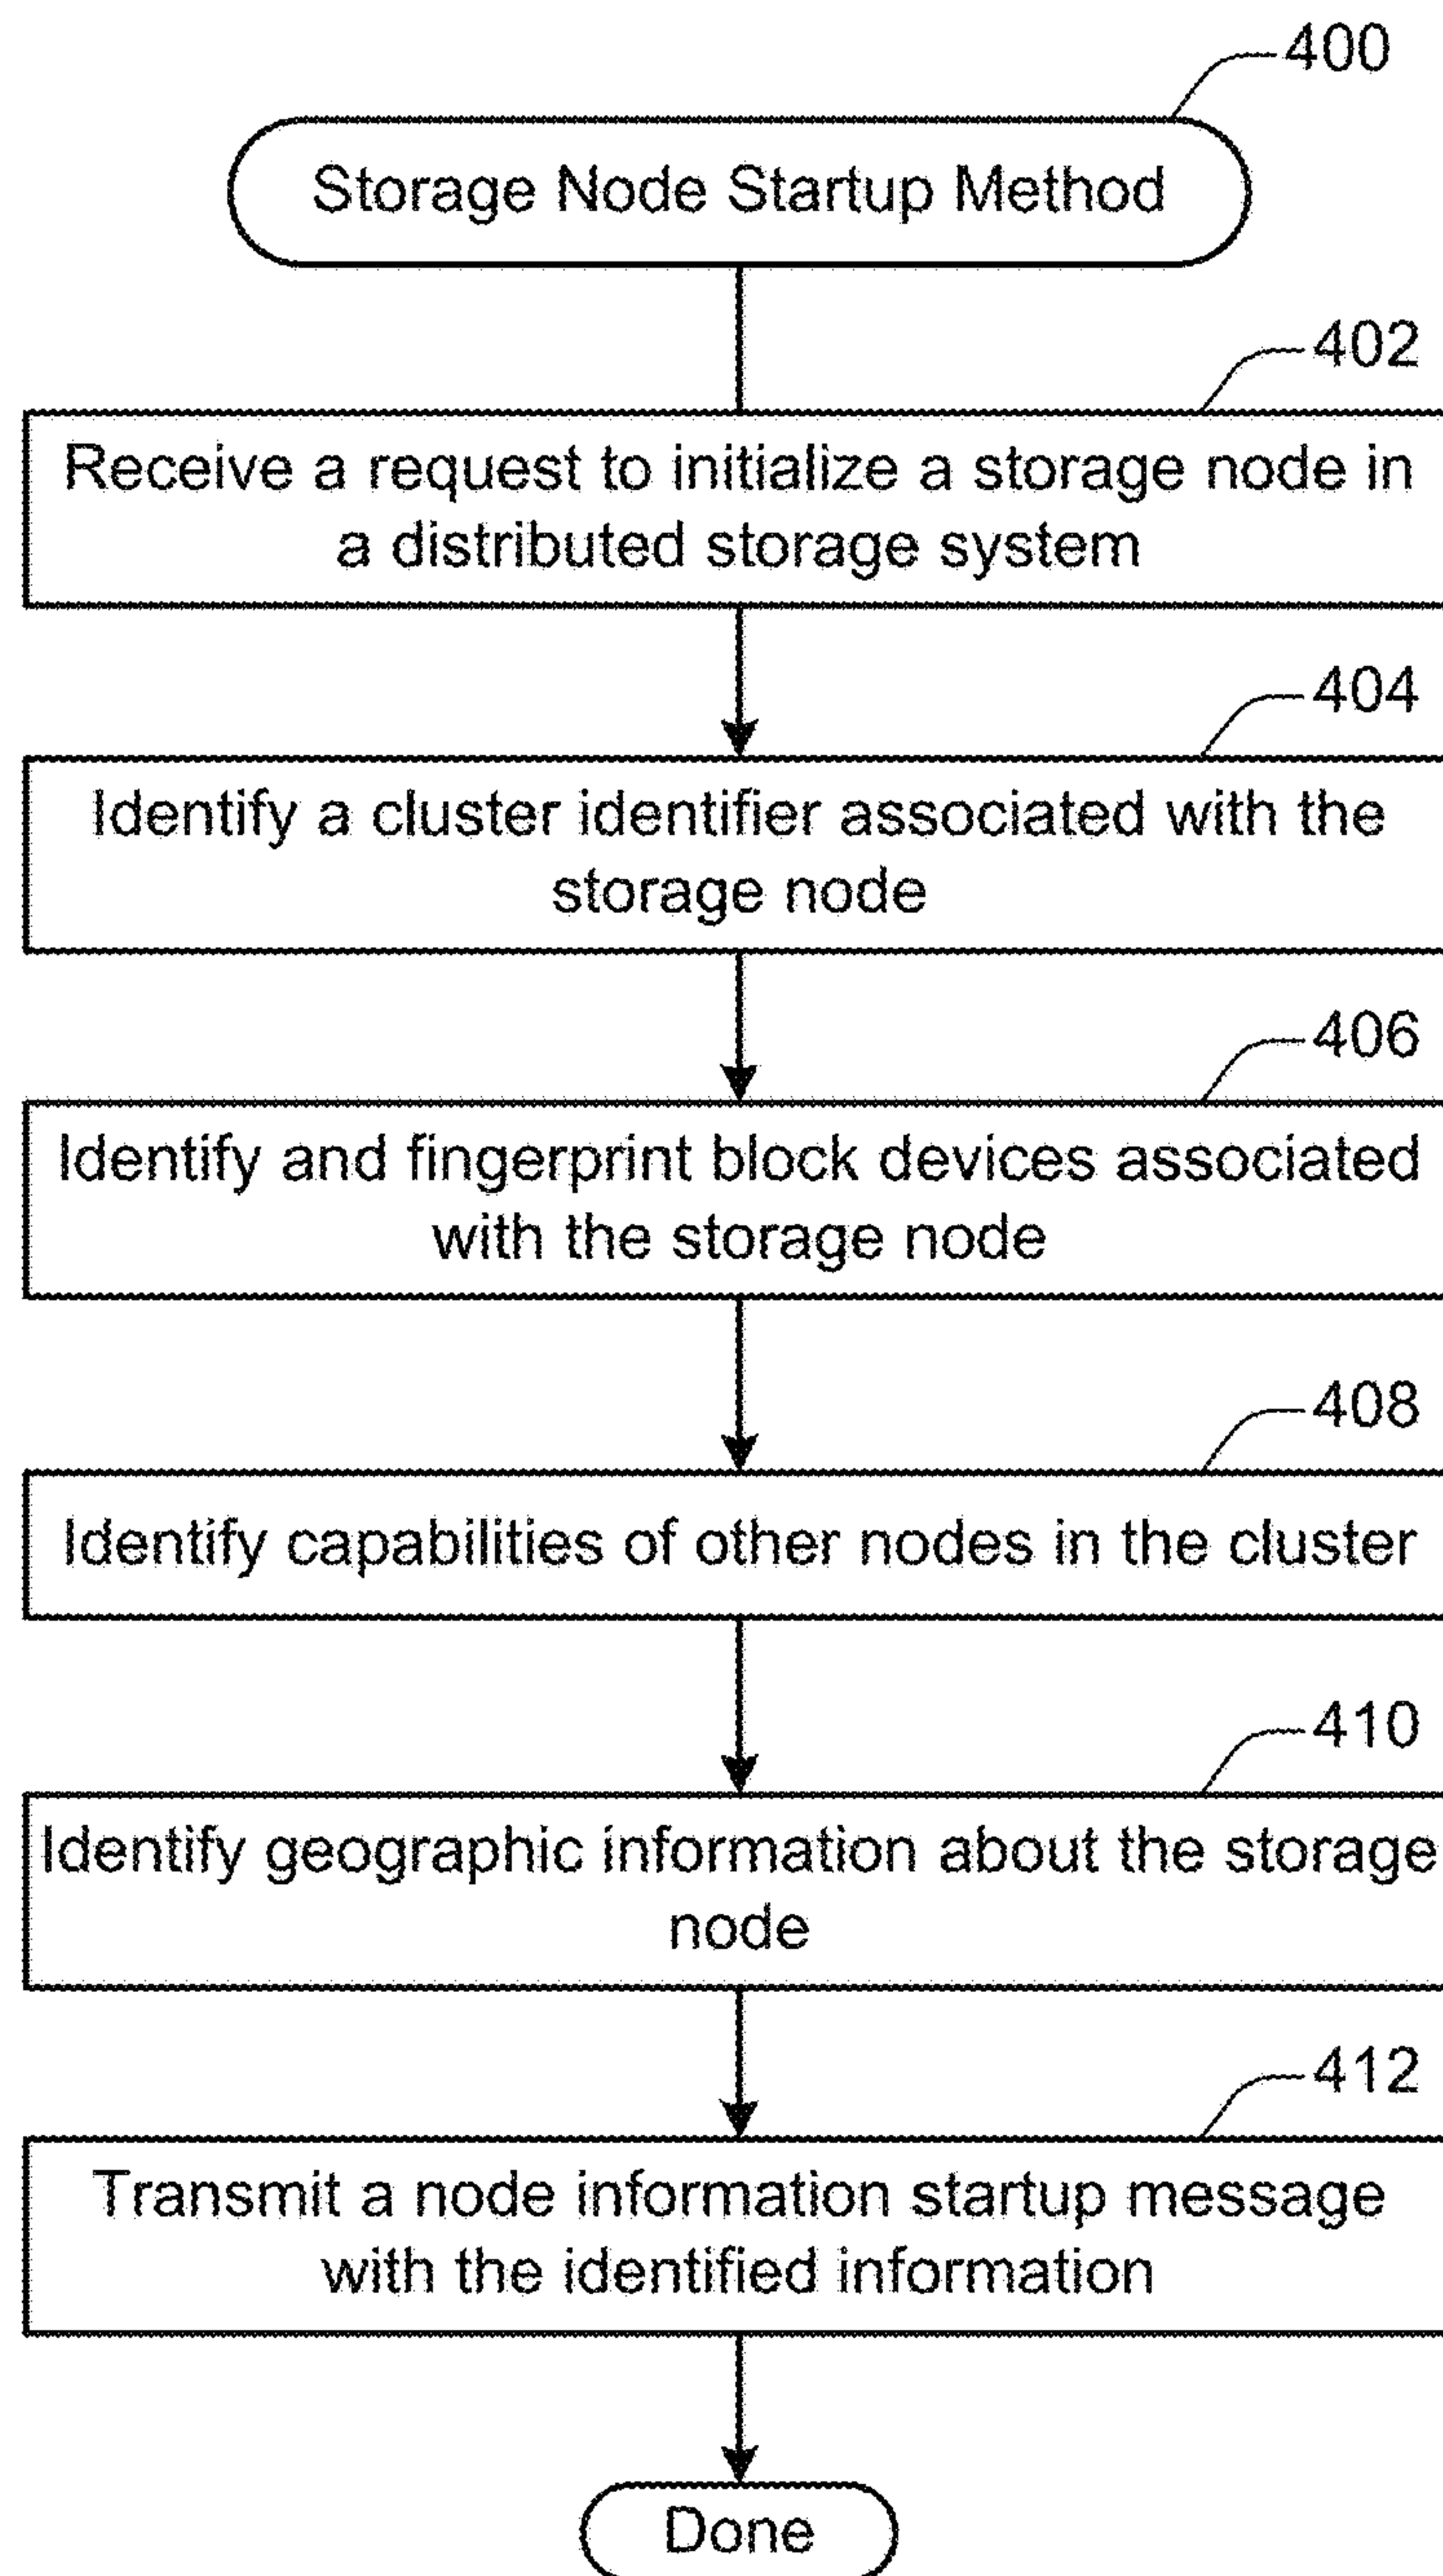 400
Storage Node Startup Method
402
Receive a request to initialize a storage node in
a distributed storage system
404
Identify a cluster identifier associated with the
storage node
406
Identify and fingerprint block devices associated
with the storage node
408
Identify capabilities of other nodes in the cluster
410
Identify geographic information about the storage
node
412
Transmit a node information startup message
with the identified information
Done